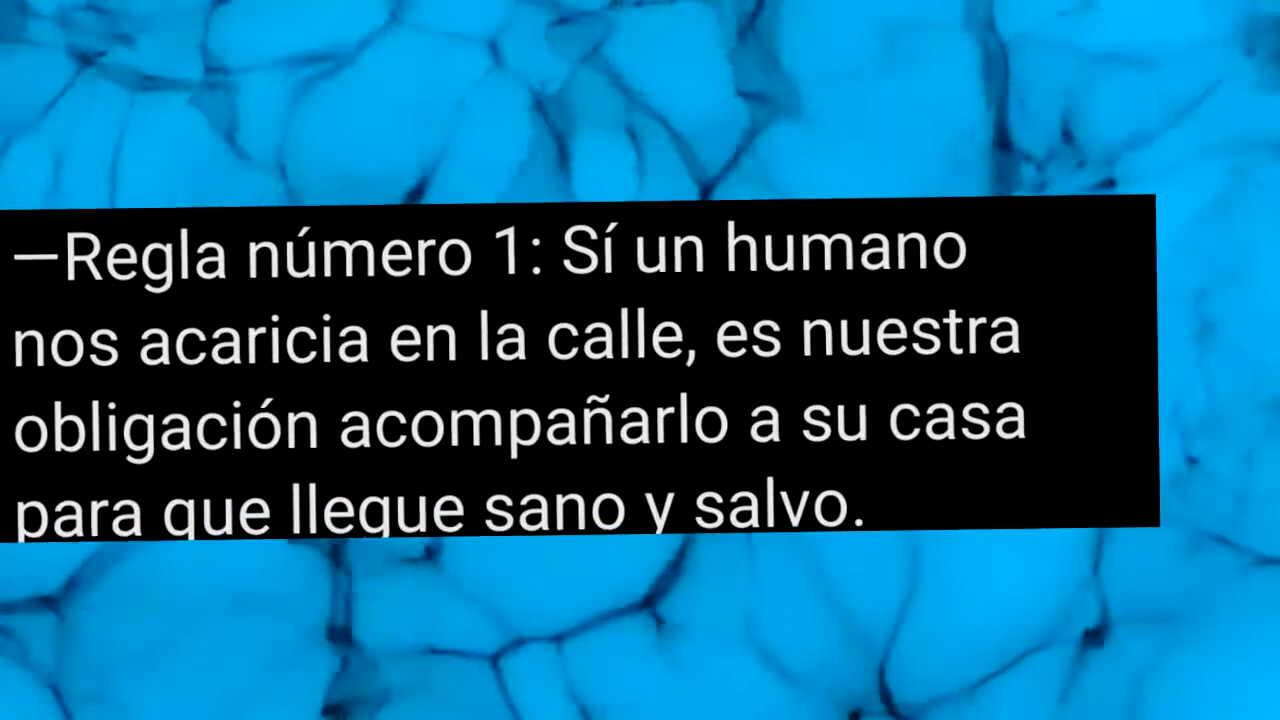 —Regla número 1: Sí un humano
nos acaricia en la calle, es nuestra
obligación acompañarlo a su casa
para que llegue sano y salvo.